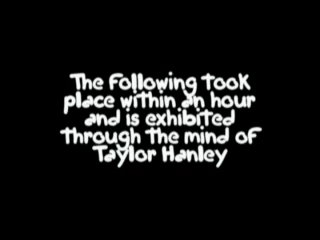 The Following Took
place within an hour
and is exhibited
through the mind of
Taylor Hanley